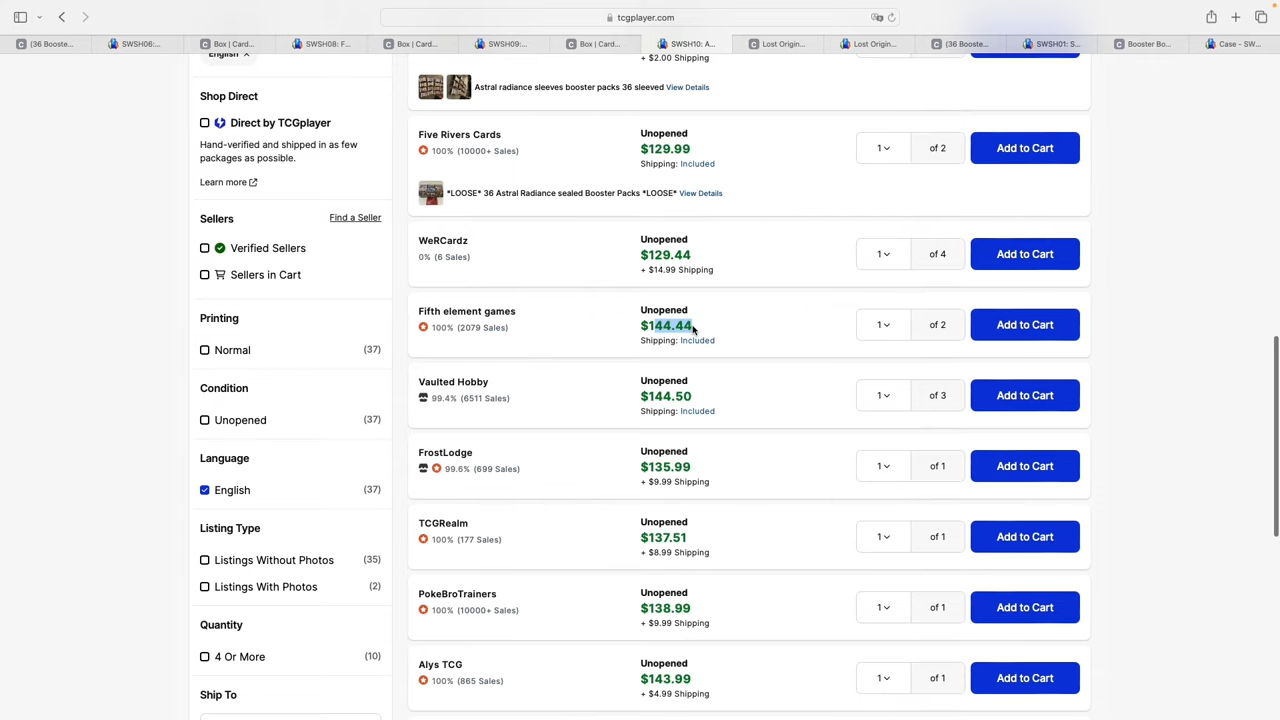 tcgplayer.com
(36 Booste...
SWSH06:...
Box | Card...
SWSH08: F...
Box | Card...
SWSH09:...
Box | Card...
SWSH10: A...
Lost Origin...
Lost Origin...
(36 Booste...
SWSH01: S...
Booster Bo...
Case - SW...
English
Shop Direct
Direct by TCGplayer
Hand-verified and shipped in as few
packages as possible.
Learn more
Sellers
Find a Seller
Verified Sellers
Sellers in Cart
Printing
Normal
(37)
Condition
Unopened
(37)
Language
English
(37)
Listing Type
Listings Without Photos
(35)
Listings With Photos
(2)
Quantity
4 Or More
(10)
Ship To
+ $2.00 Shipping
Astral radiance sleeves booster packs 36 sleeved View Details
Five Rivers Cards
100% (10000+ Sales)
Unopened
$129.99
Shipping: Included
1
of 2
Add to Cart
*LOOSE* 36 Astral Radiance sealed Booster Packs *LOOSE* View Details
WeRCardz
0% (6 Sales)
Unopened
$129.44
+ $14.99 Shipping
1
of 4
Add to Cart
Fifth element games
100% (2079 Sales)
Unopened
$144.44
Shipping: Included
1
of 2
Add to Cart
Vaulted Hobby
99.4% (6511 Sales)
Unopened
$144.50
Shipping: Included
1
of 3
Add to Cart
FrostLodge
99.6% (699 Sales)
Unopened
$135.99
+ $9.99 Shipping
1
of 1
Add to Cart
TCGRealm
100% (177 Sales)
Unopened
$137.51
+ $8.99 Shipping
1
of 1
Add to Cart
PokeBroTrainers
100% (10000+ Sales)
Unopened
$138.99
+ $9.99 Shipping
1
of 1
Add to Cart
Alys TCG
100% (865 Sales)
Unopened
$143.99
+ $4.99 Shipping
1
of 1
Add to Cart